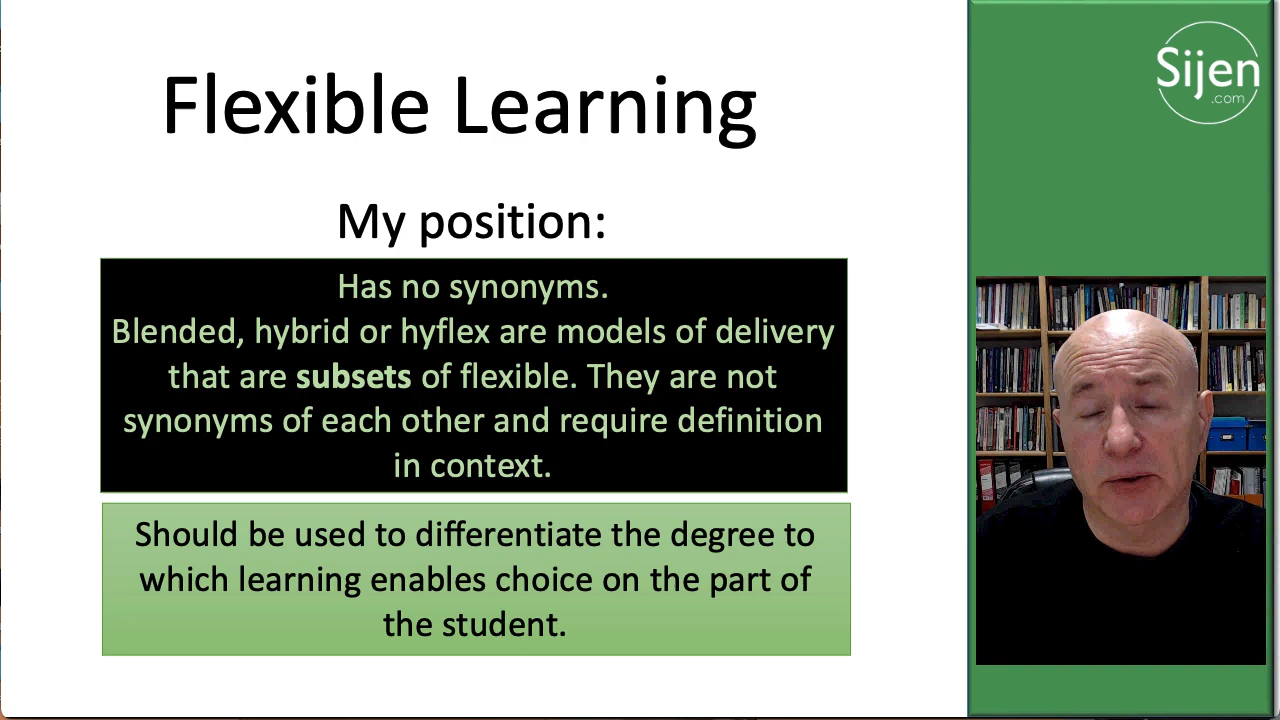 Flexible Learning
My position:
Has no synonyms.
Blended, hybrid or hyflex are models of delivery
that are subsets of flexible. They are not
synonyms of each other and require definition
in context.
Should be used to differentiate the degree to
which learning enables choice on the part of
the student.
Sijen
.com